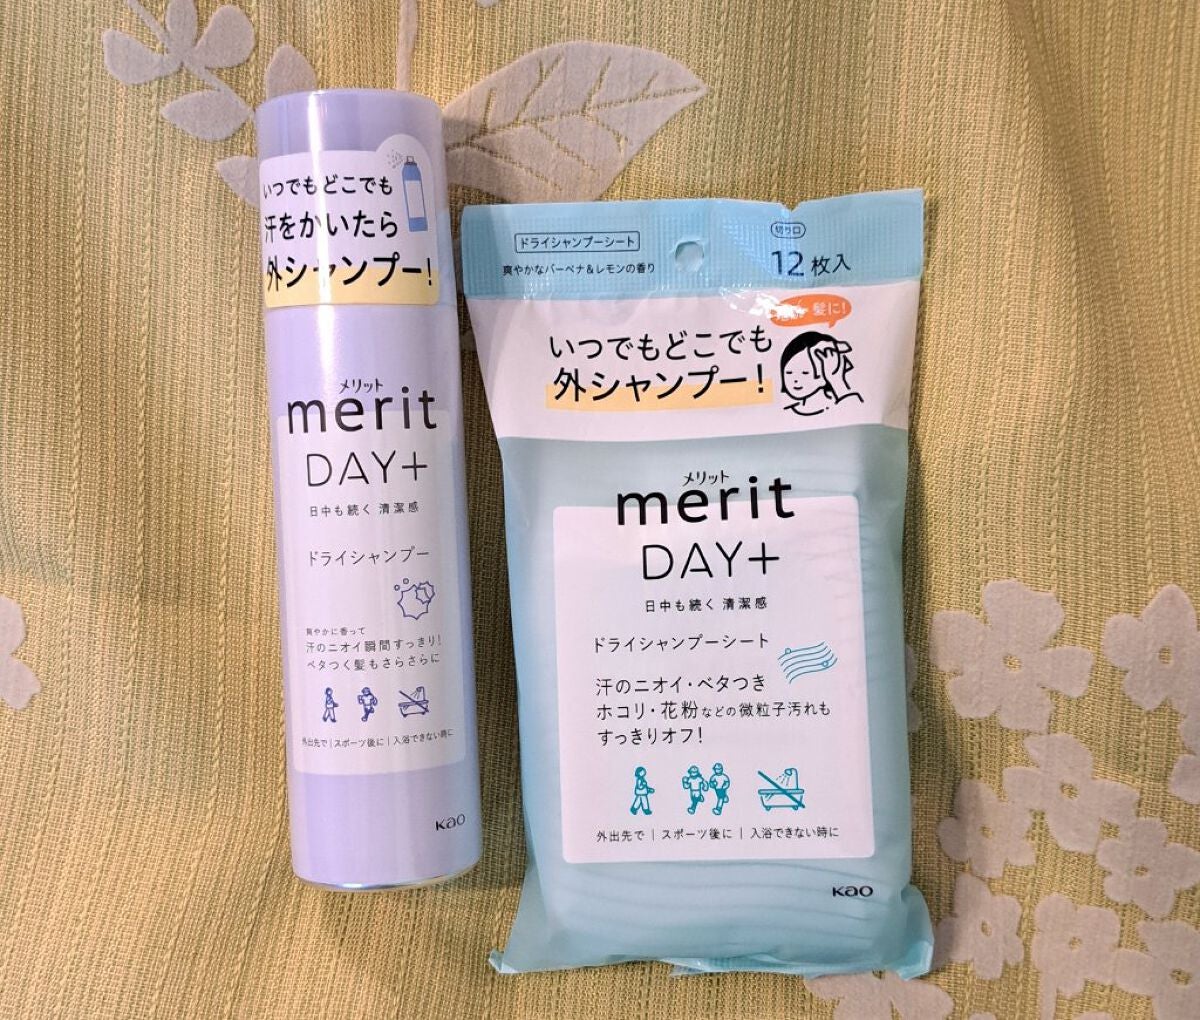 いつでもどこでも
汗をかいたら
外シャンプー!
メリット
merit
DAY+
日中も続く 清潔感
ドライシャンプー
爽やかに香って
汗のニオイ瞬間すっきり!
ベタつく髪もさらさらに
外出先で|スポーツ後に|入浴できない時に
Kao
ドライシャンプーシート
爽やかなバーベナ&レモンの香り
切り口
12枚入
髪に!
いつでもどこでも
外シャンプー!
メリット
merit
DAY+
日中も続く 清潔感
ドライシャンプーシート
汗のニオイ・ベタつき
ホコリ・花粉などの微粒子汚れも
すっきりオフ!
外出先で|スポーツ後に|入浴できない時に
Kao